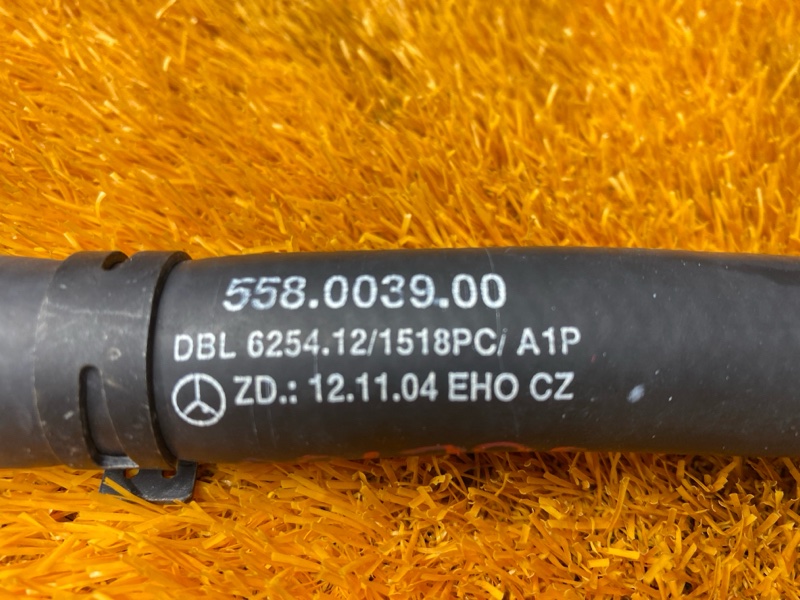 558.0039.00
DBL 6254.12/1518PC/ A1P
ZD.: 12.11.04 EHO CZ